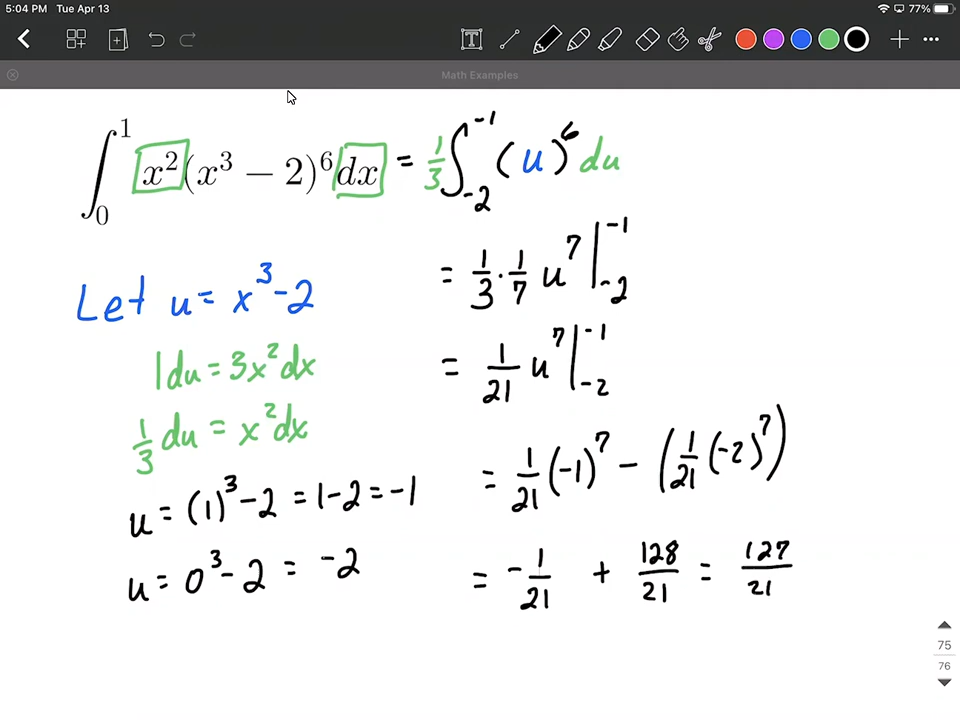 5:04 PM Tue Apr 13 77%
Math Examples
∫₀¹ x²(x³ − 2)⁶dx = 1/3 ∫₋₂⁻¹ (u)⁶ du
= 1/3 · 1/7 u⁷ |₋₂⁻¹
Let u = x³ - 2
1du = 3x²dx
= 1/21 u⁷ |₋₂⁻¹
1/3 du = x²dx
= 1/21 (-1)⁷ - (1/21 (-2)⁷)
u = (1)³ - 2 = 1 - 2 = -1
u = 0³ - 2 = -2
= -1/21 + 128/21 = 127/21
75
76